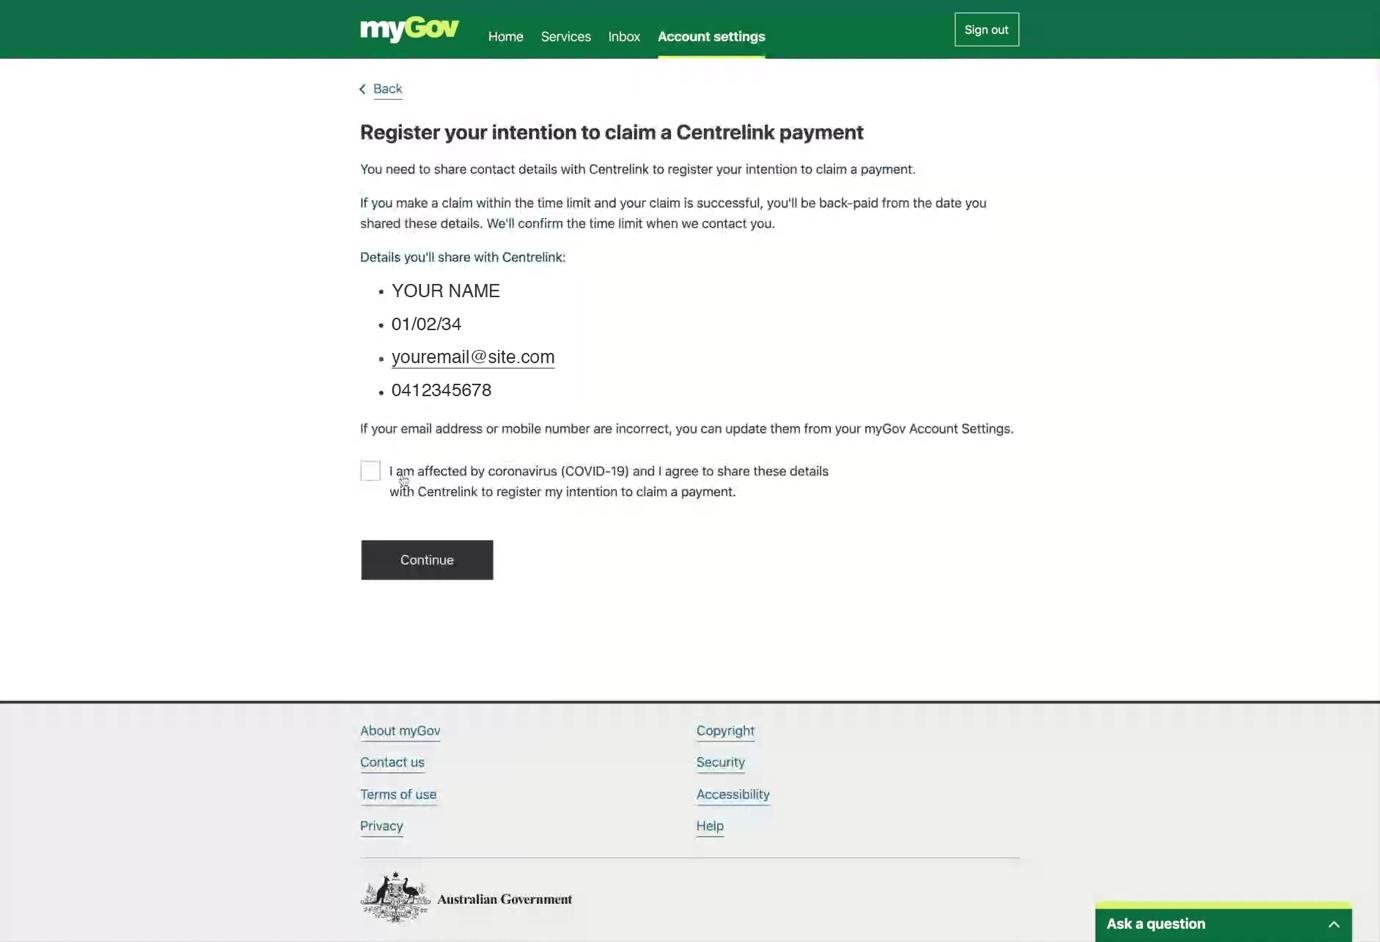 myGov Home Services Inbox Account settings Sign out
Back
Register your intention to claim a Centrelink payment
You need to share contact details with Centrelink to register your intention to claim a payment.
If you make a claim within the time limit and your claim is successful, you'll be back-paid from the date you
shared these details. We'll confirm the time limit when we contact you.
Details you'll share with Centrelink:
• YOUR NAME
• 01/02/34
• youremail@site.com
• 0412345678
If your email address or mobile number are incorrect, you can update them from your myGov Account Settings.
I am affected by coronavirus (COVID-19) and I agree to share these details
with Centrelink to register my intention to claim a payment.
Continue
About myGov
Contact us
Terms of use
Privacy
Copyright
Security
Accessibility
Help
Australian Government
Ask a question